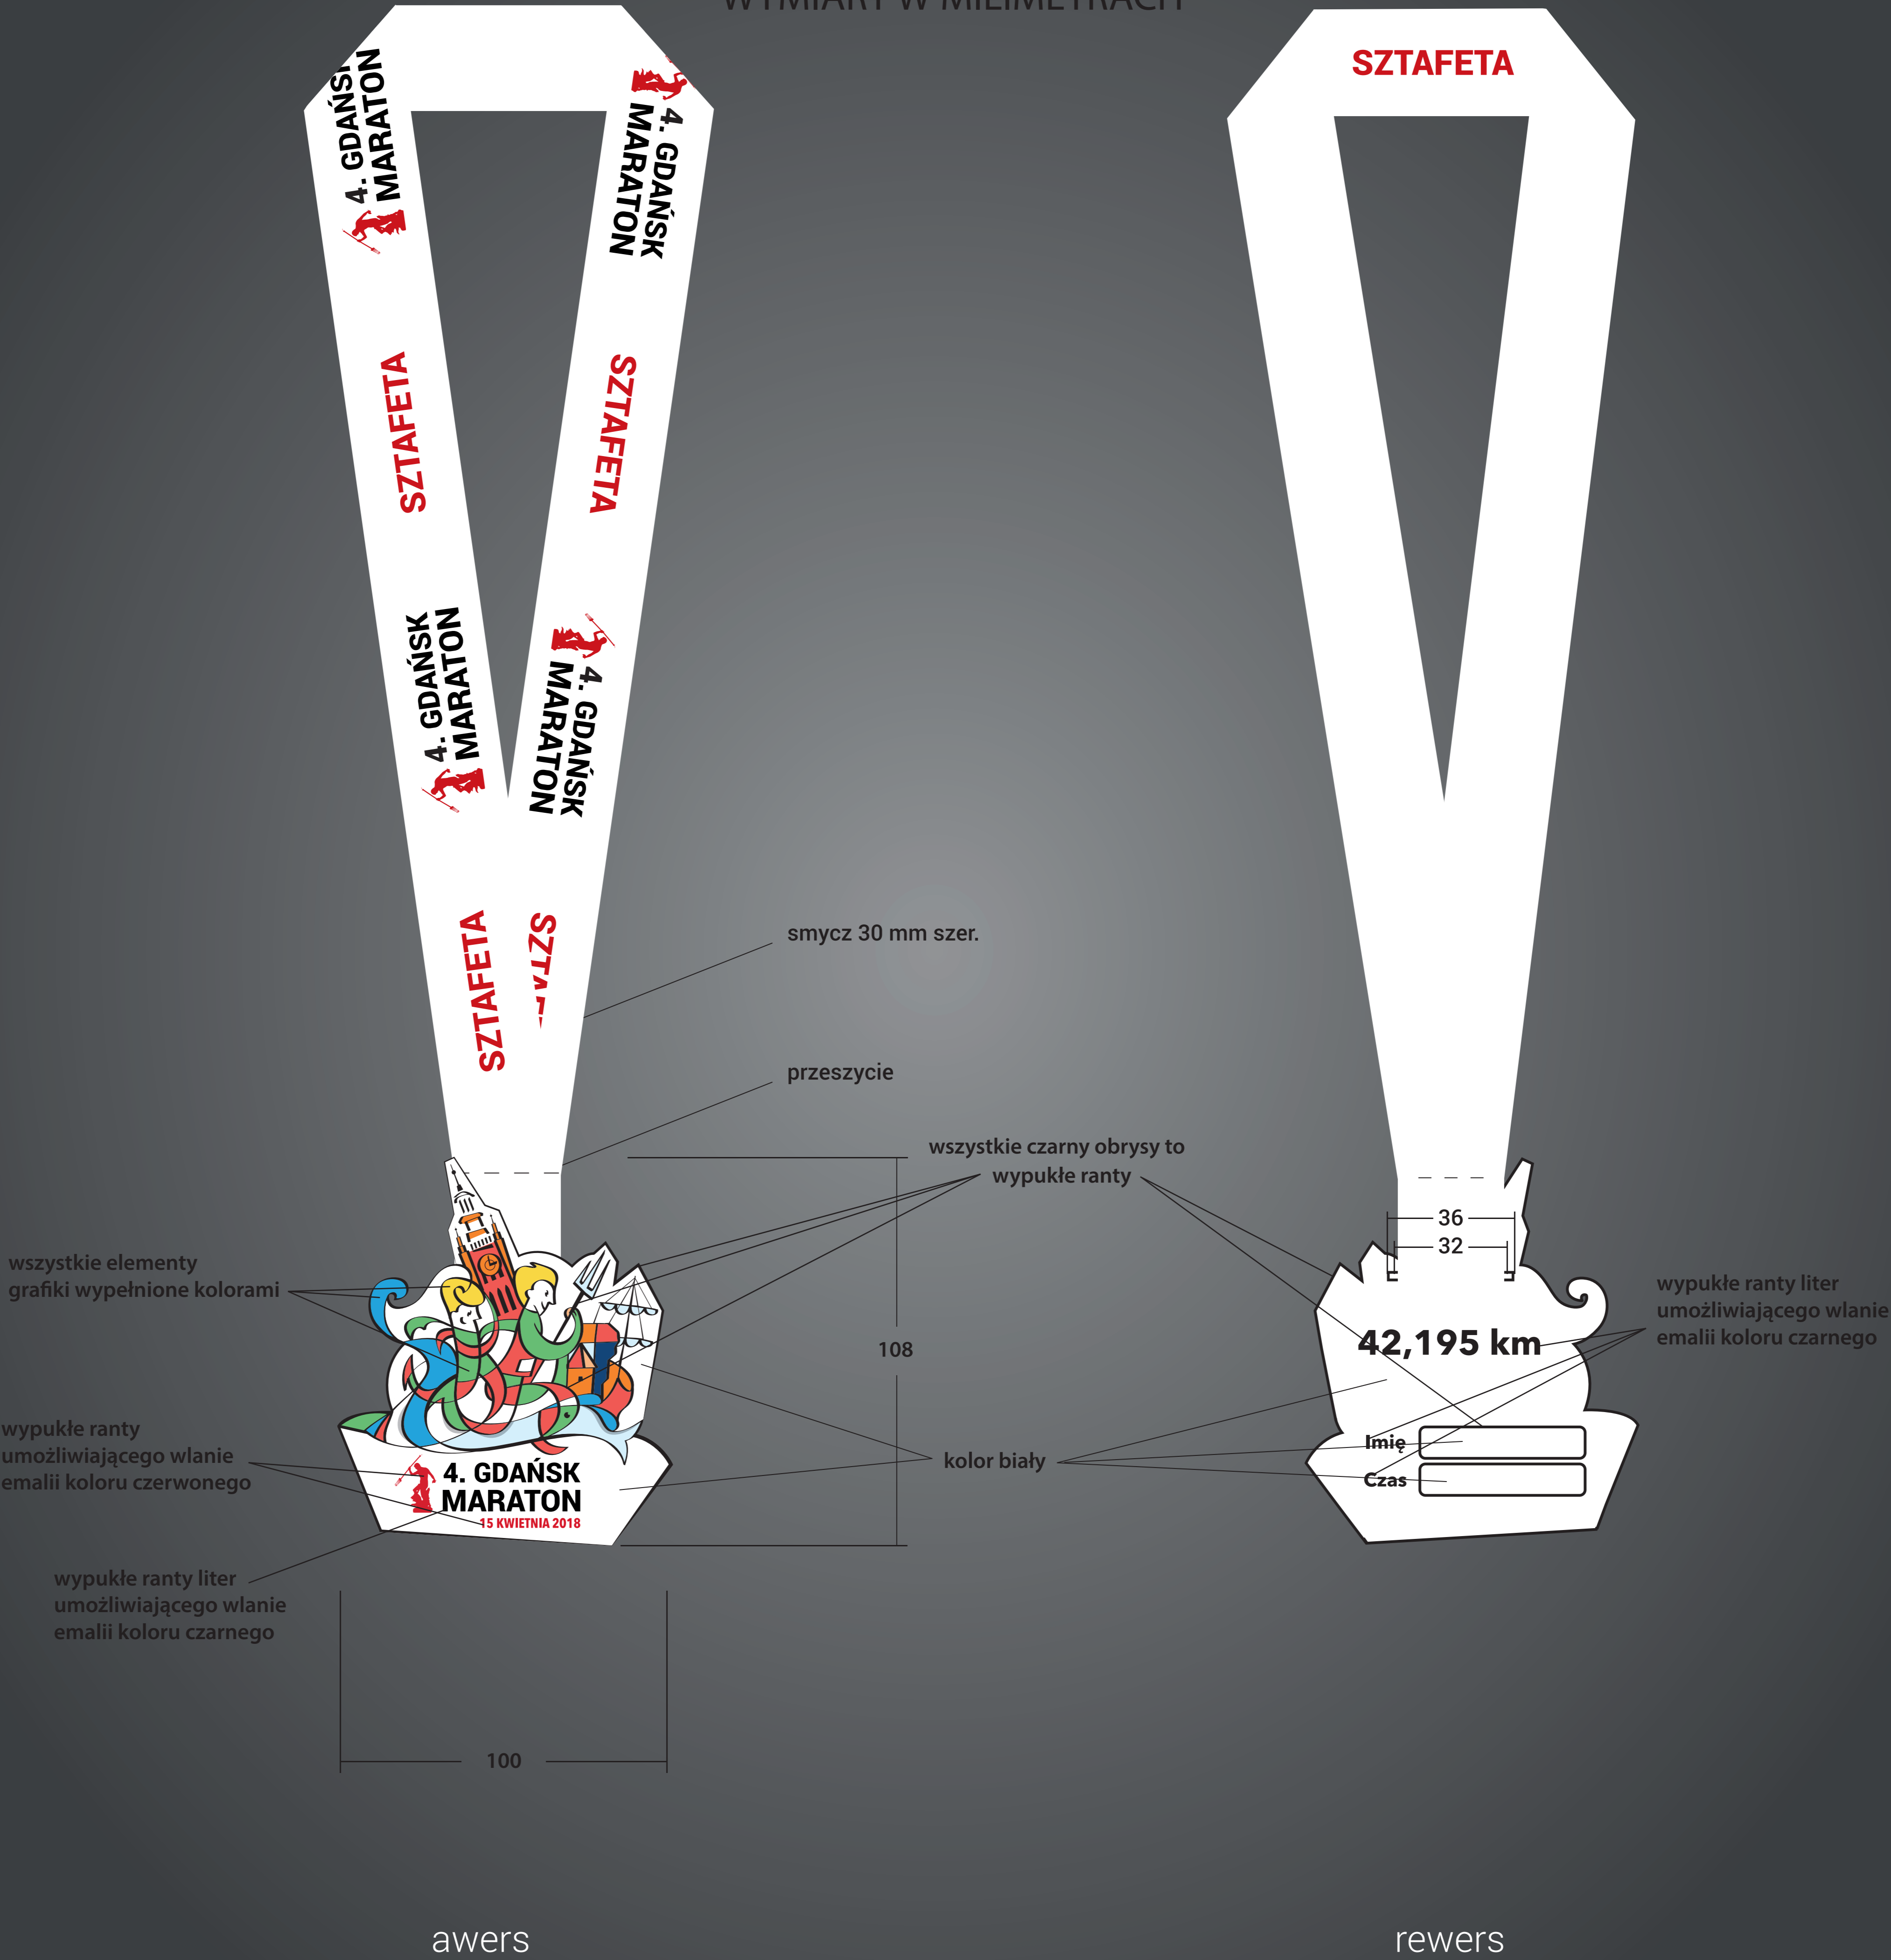 WYMIARY W MILIMETRACH
4. GDAŃSK
MARATON
4. GDAŃSK
MARATON
SZTAFETA
SZTAFETA
SZTAFETA
4. GDAŃSK
MARATON
4. GDAŃSK
MARATON
SZTAFETA
smycz 30 mm szer.
przeszycie
wszystkie czarny obrysy to
wypukłe ranty
36
32
wszystkie elementy
grafiki wypełnione kolorami
wypukłe ranty liter
umożliwiającego wlanie
emalii koloru czarnego
108
42,195 km
wypukłe ranty
umożliwiającego wlanie
emalii koloru czerwonego
kolor biały
Imię
Czas
4. GDAŃSK
MARATON
15 KWIETNIA 2018
wypukłe ranty liter
umożliwiającego wlanie
emalii koloru czarnego
100
awers
rewers